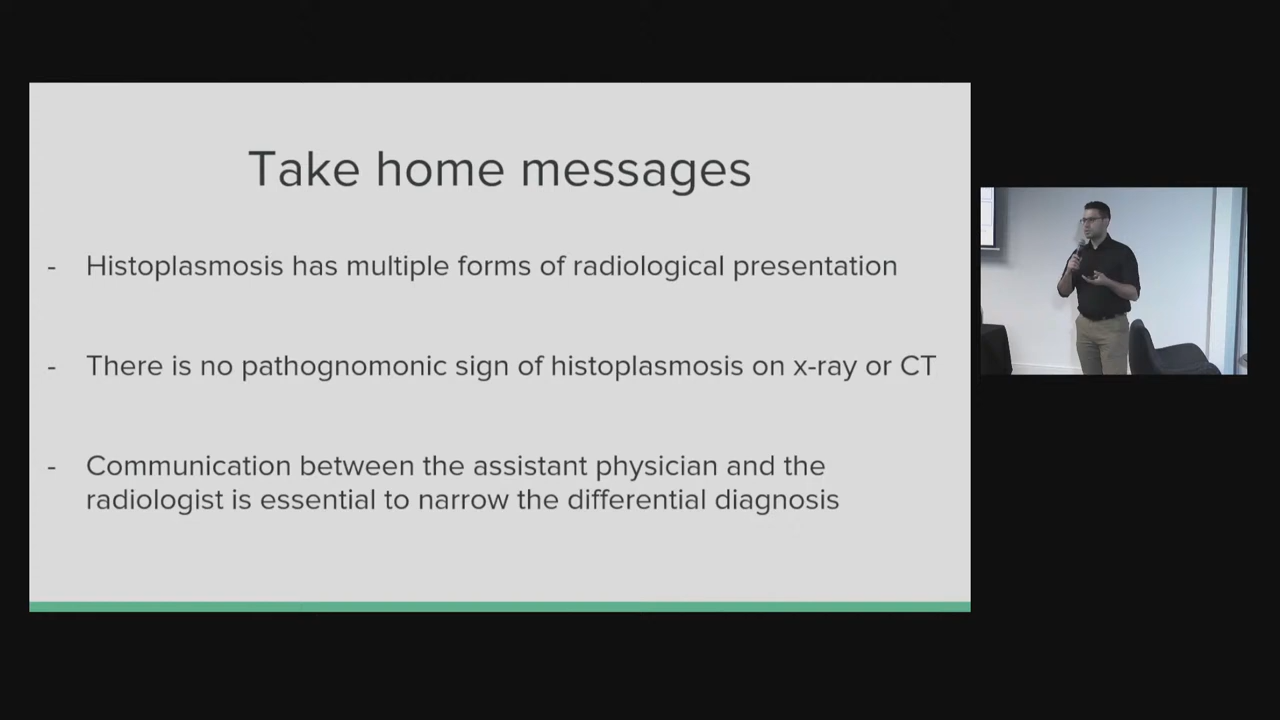 Take home messages
- Histoplasmosis has multiple forms of radiological presentation
- There is no pathognomonic sign of histoplasmosis on x-ray or CT
- Communication between the assistant physician and the
radiologist is essential to narrow the differential diagnosis